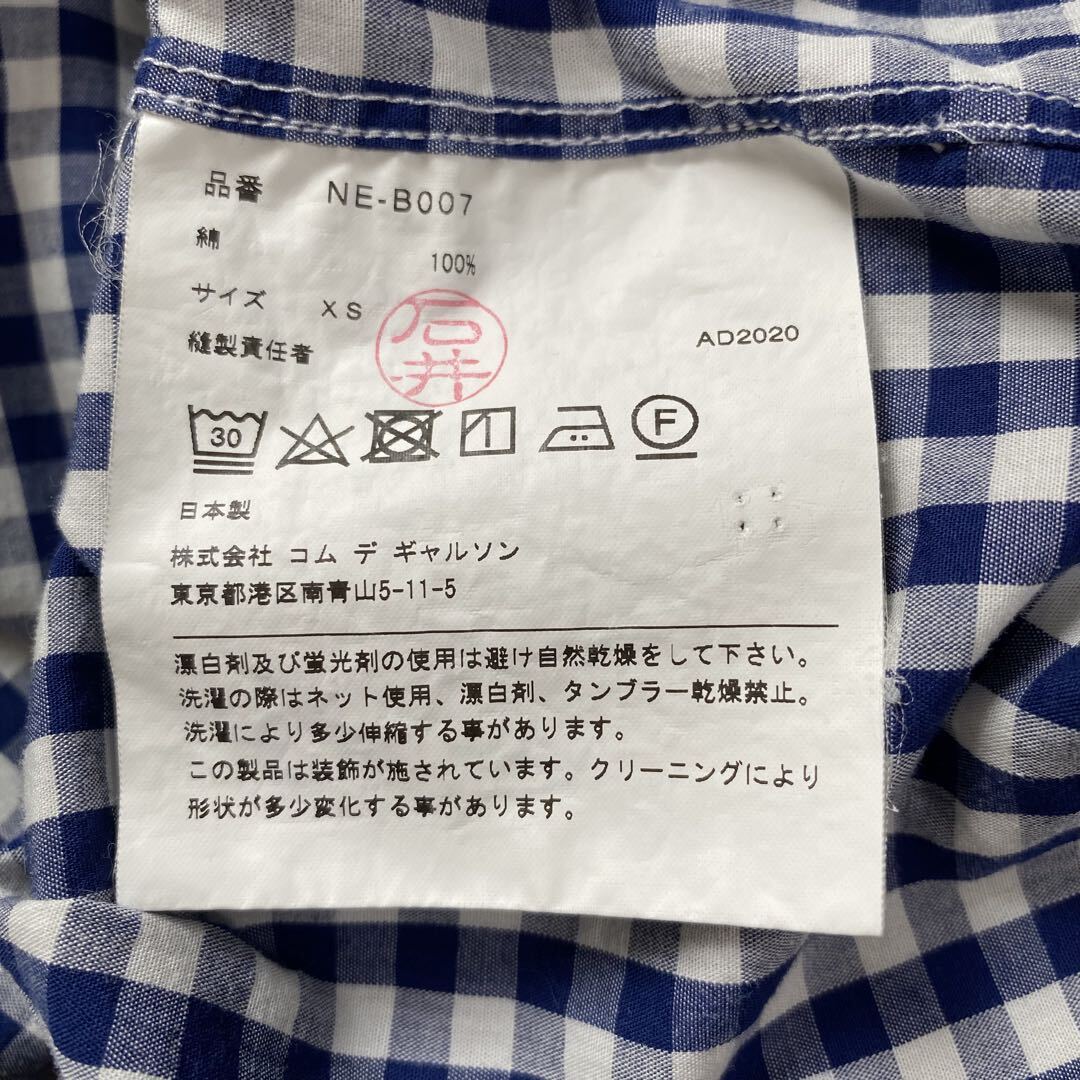 品番 NE-B007
綿 100%
サイズ XS
縫製責任者 石井
AD2020
30 F
日本製
株式会社 コム デ ギャルソン
東京都港区南青山5-11-5
漂白剤及び蛍光剤の使用は避け自然乾燥をして下さい。
洗濯の際はネット使用、漂白剤、タンブラー乾燥禁止。
洗濯により多少伸縮する事があります。
この製品は装飾が施されています。クリーニングにより
形状が多少変化する事があります。